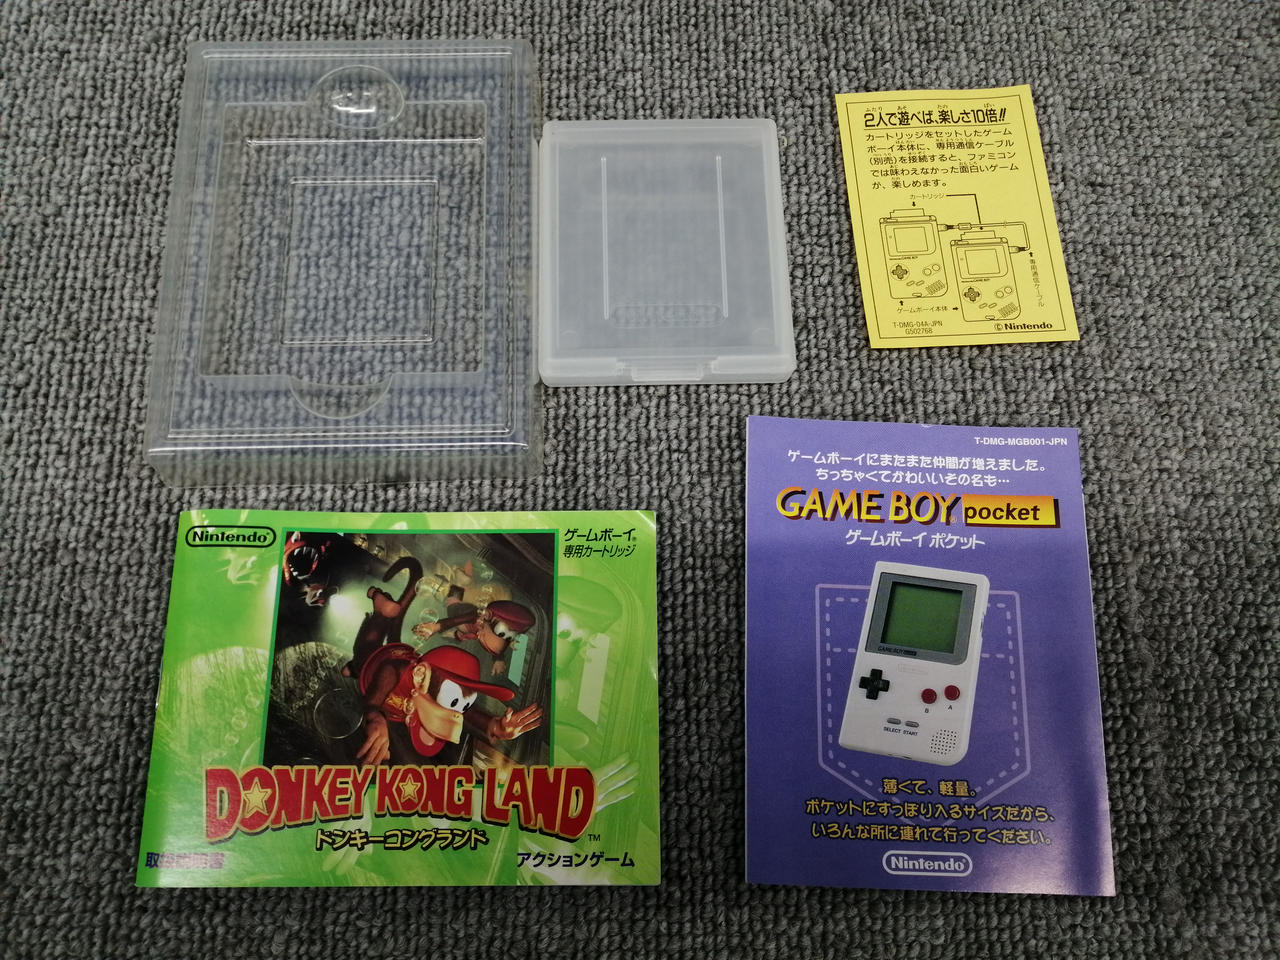 2人で遊べば、楽しさ10倍!!
カートリッジをセットしたゲーム
ボーイ本体に、専用通信ケーブル
(別売)を接続すると、ファミコン
では味わえなかった面白いゲーム
が、楽しめます。
カートリッジ
専用通信ケーブル
ゲームボーイ本体
T-DMG-D4A-JPN
G502768
©Nintendo
T-DMG-MGB001-JPN
ゲームボーイにまたまた仲間が増えました。
ちっちゃくてかわいいその名も…
GAME BOY® pocket
ゲームボーイ ポケット
GAME BOY
B
A
SELECT START
薄くて、軽量。
ポケットにすっぽり入るサイズだから、
いろんな所に連れて行ってください。
Nintendo
Nintendo®
ゲームボーイ®
専用カートリッジ
DONKEY KONG LAND™
ドンキーコングランド
取扱説明書
アクションゲーム